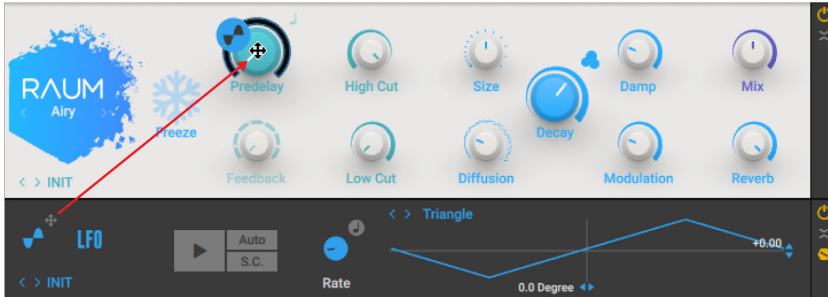 RAUM
Airy
< > INIT
Freeze
Predelay
Feedback
High Cut
Low Cut
Size
Diffusion
Decay
Damp
Modulation
Mix
Reverb
LFO
< > INIT
Auto
S.C.
Rate
< > Triangle
+0.00
0.0 Degree